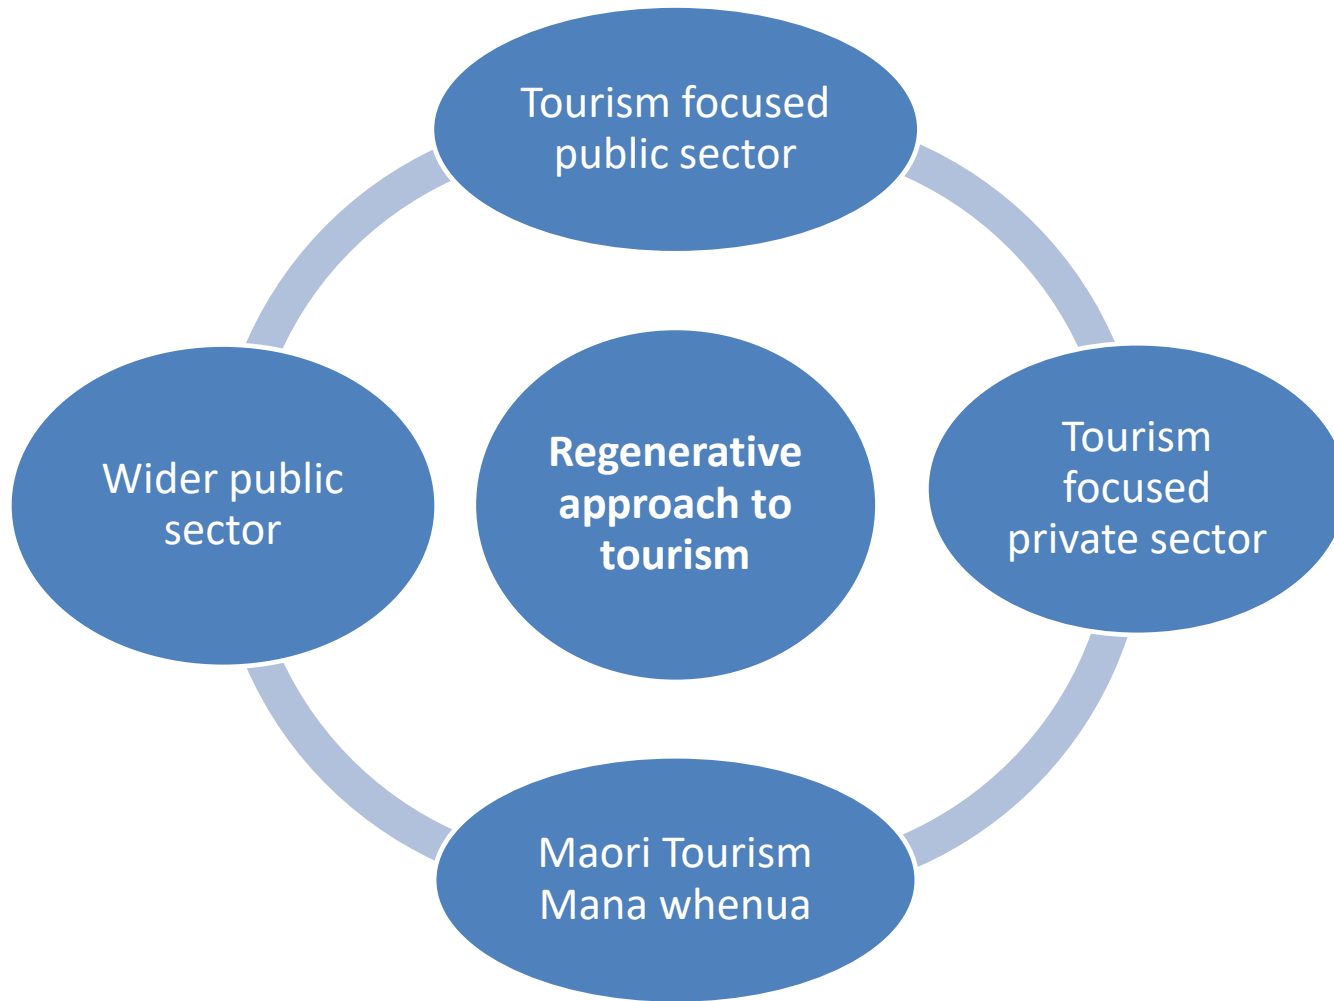 Tourism focused
public sector
Wider public
sector
Regenerative
approach to
tourism
Tourism
focused
private sector
Maori Tourism
Mana whenua